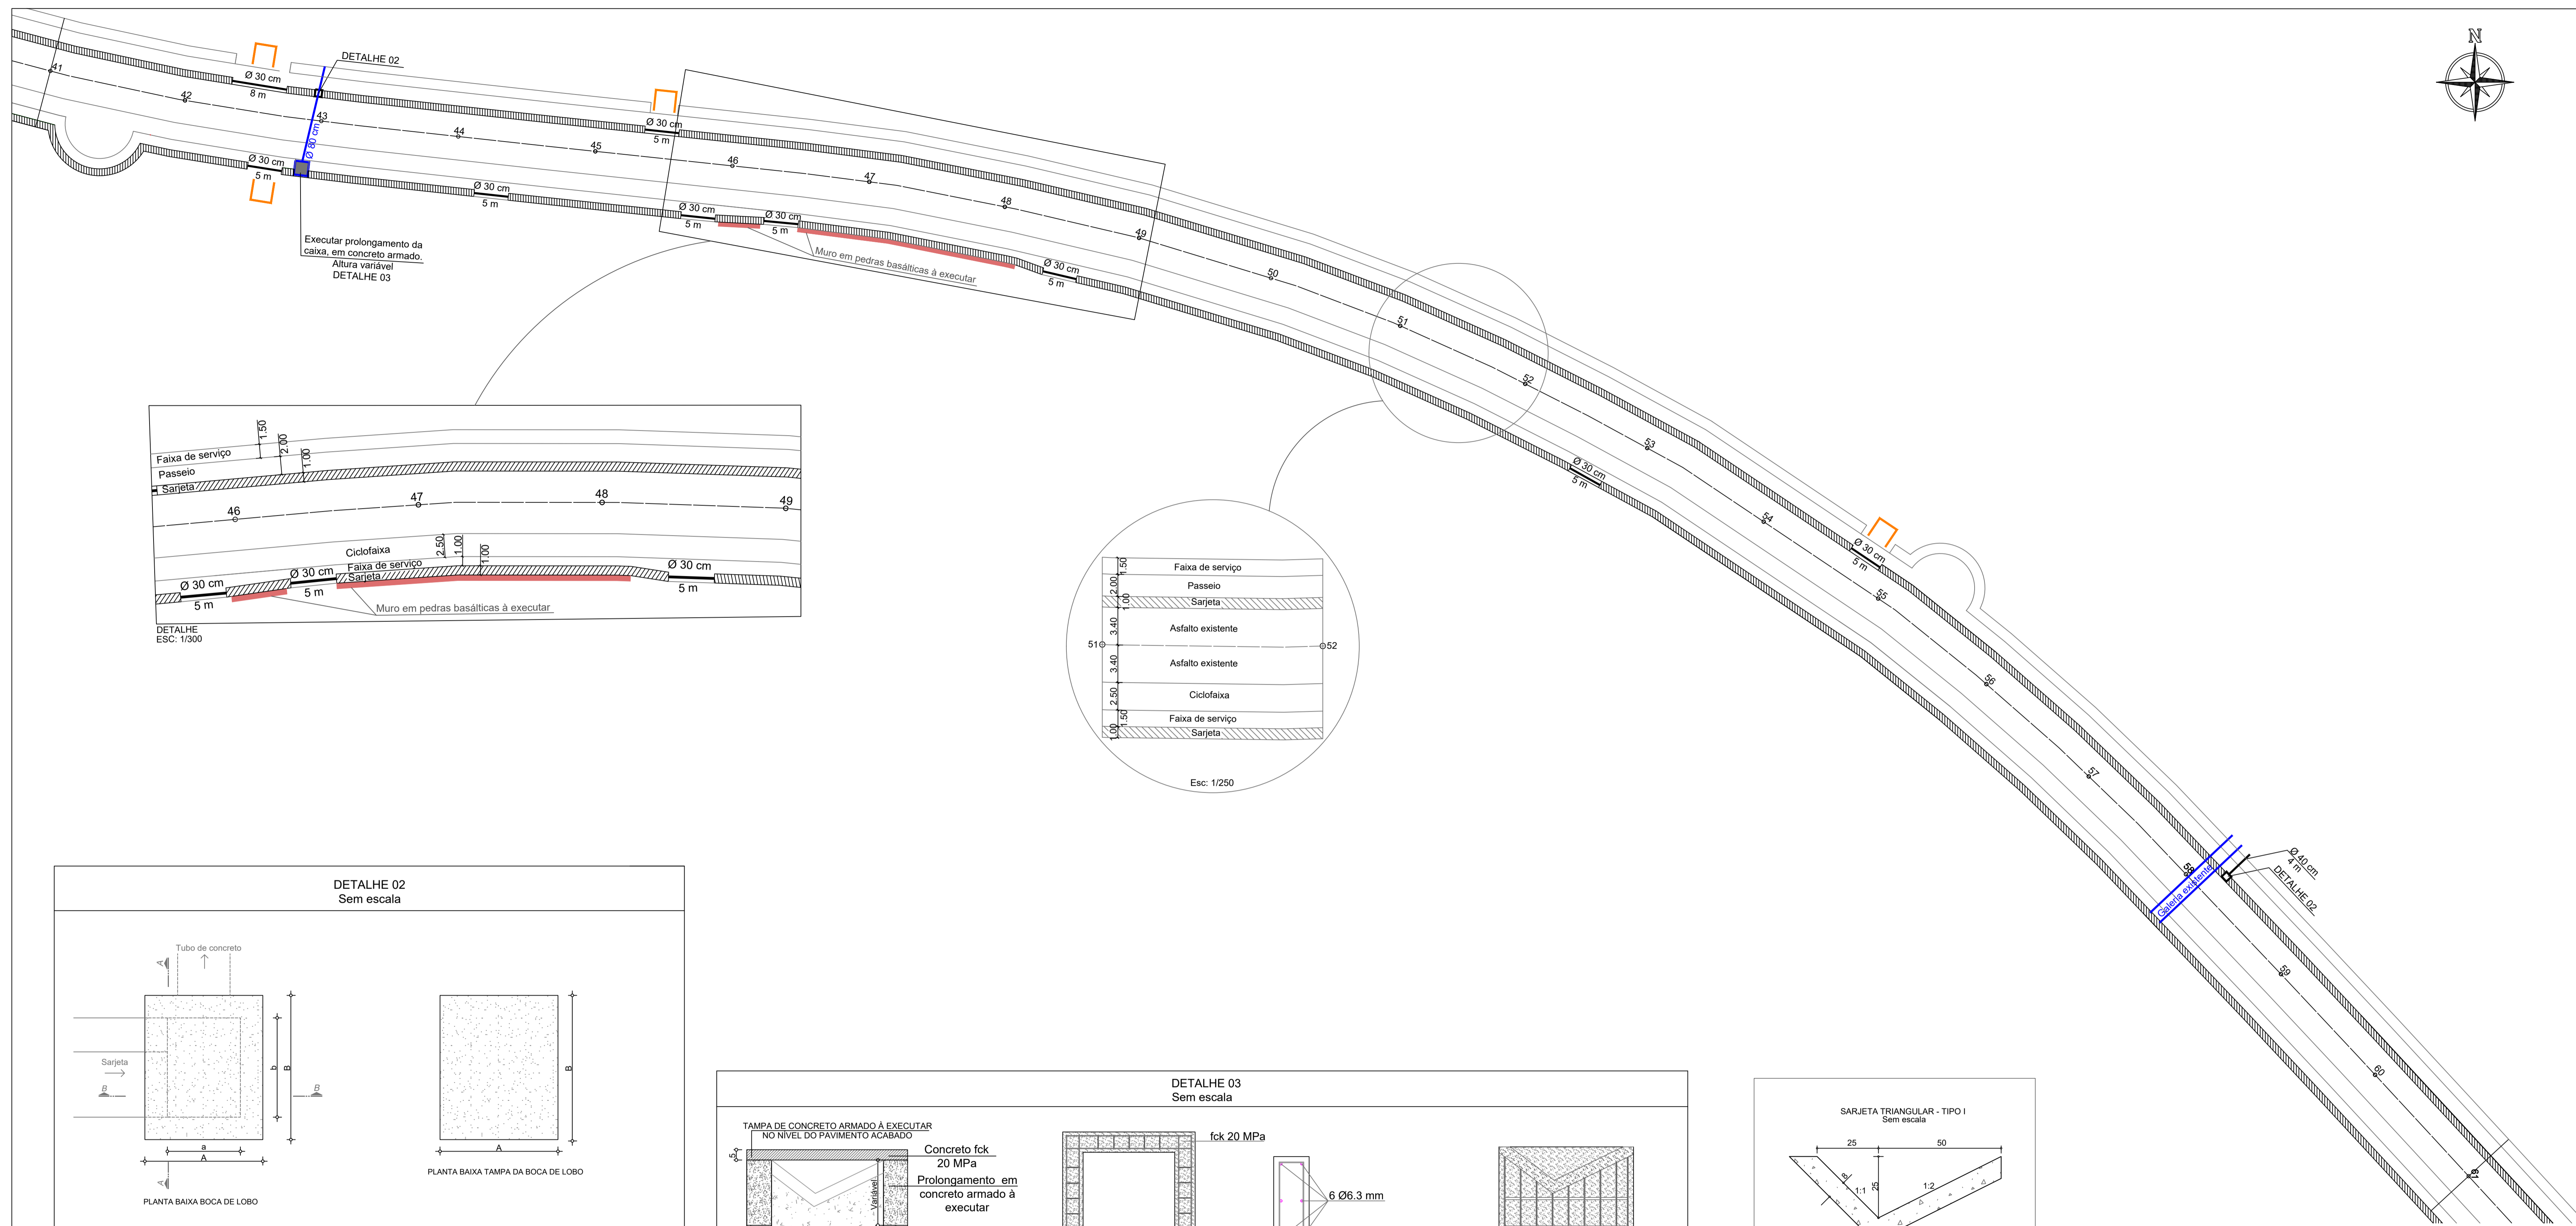 N
DETALHE 02
41
42
Ø 30 cm
8 m
43
Ø 80 cm
44
45
Ø 30 cm
5 m
46
47
48
49
50
51
52
53
54
55
56
57
58
59
60
61
Ø 30 cm
5 m
Ø 30 cm
5 m
Ø 30 cm
5 m
Ø 30 cm
5 m
Muro em pedras basálticas à executar
Ø 30 cm
5 m
Executar prolongamento da
caixa, em concreto armado.
Altura variável
DETALHE 03
Ø 30 cm
5 m
Ø 30 cm
5 m
Galeria existente
Ø 40 cm
4 m
DETALHE 02
1.50
2.00
1.00
Faixa de serviço
Passeio
Sarjeta
46
47
48
49
2.50
1.00
1.00
Ciclofaixa
Faixa de serviço
Sarjeta
Ø 30 cm
5 m
Ø 30 cm
5 m
Ø 30 cm
5 m
Muro em pedras basálticas à executar
DETALHE
ESC: 1/300
1.50
Faixa de serviço
2.00
Passeio
1.00
Sarjeta
3.40
Asfalto existente
51
52
3.40
Asfalto existente
2.50
Ciclofaixa
1.50
Faixa de serviço
1.00
Sarjeta
Esc: 1/250
DETALHE 02
Sem escala
Tubo de concreto
A
Sarjeta
B
B
b
B
a
A
A
PLANTA BAIXA BOCA DE LOBO
B
A
PLANTA BAIXA TAMPA DA BOCA DE LOBO
DETALHE 03
Sem escala
TAMPA DE CONCRETO ARMADO À EXECUTAR
NO NÍVEL DO PAVIMENTO ACABADO
5
Concreto fck
20 MPa
Variável
Prolongamento em
concreto armado à
executar
fck 20 MPa
6 Ø6.3 mm
SARJETA TRIANGULAR - TIPO I
Sem escala
25
50
8
1:1
25
1:2